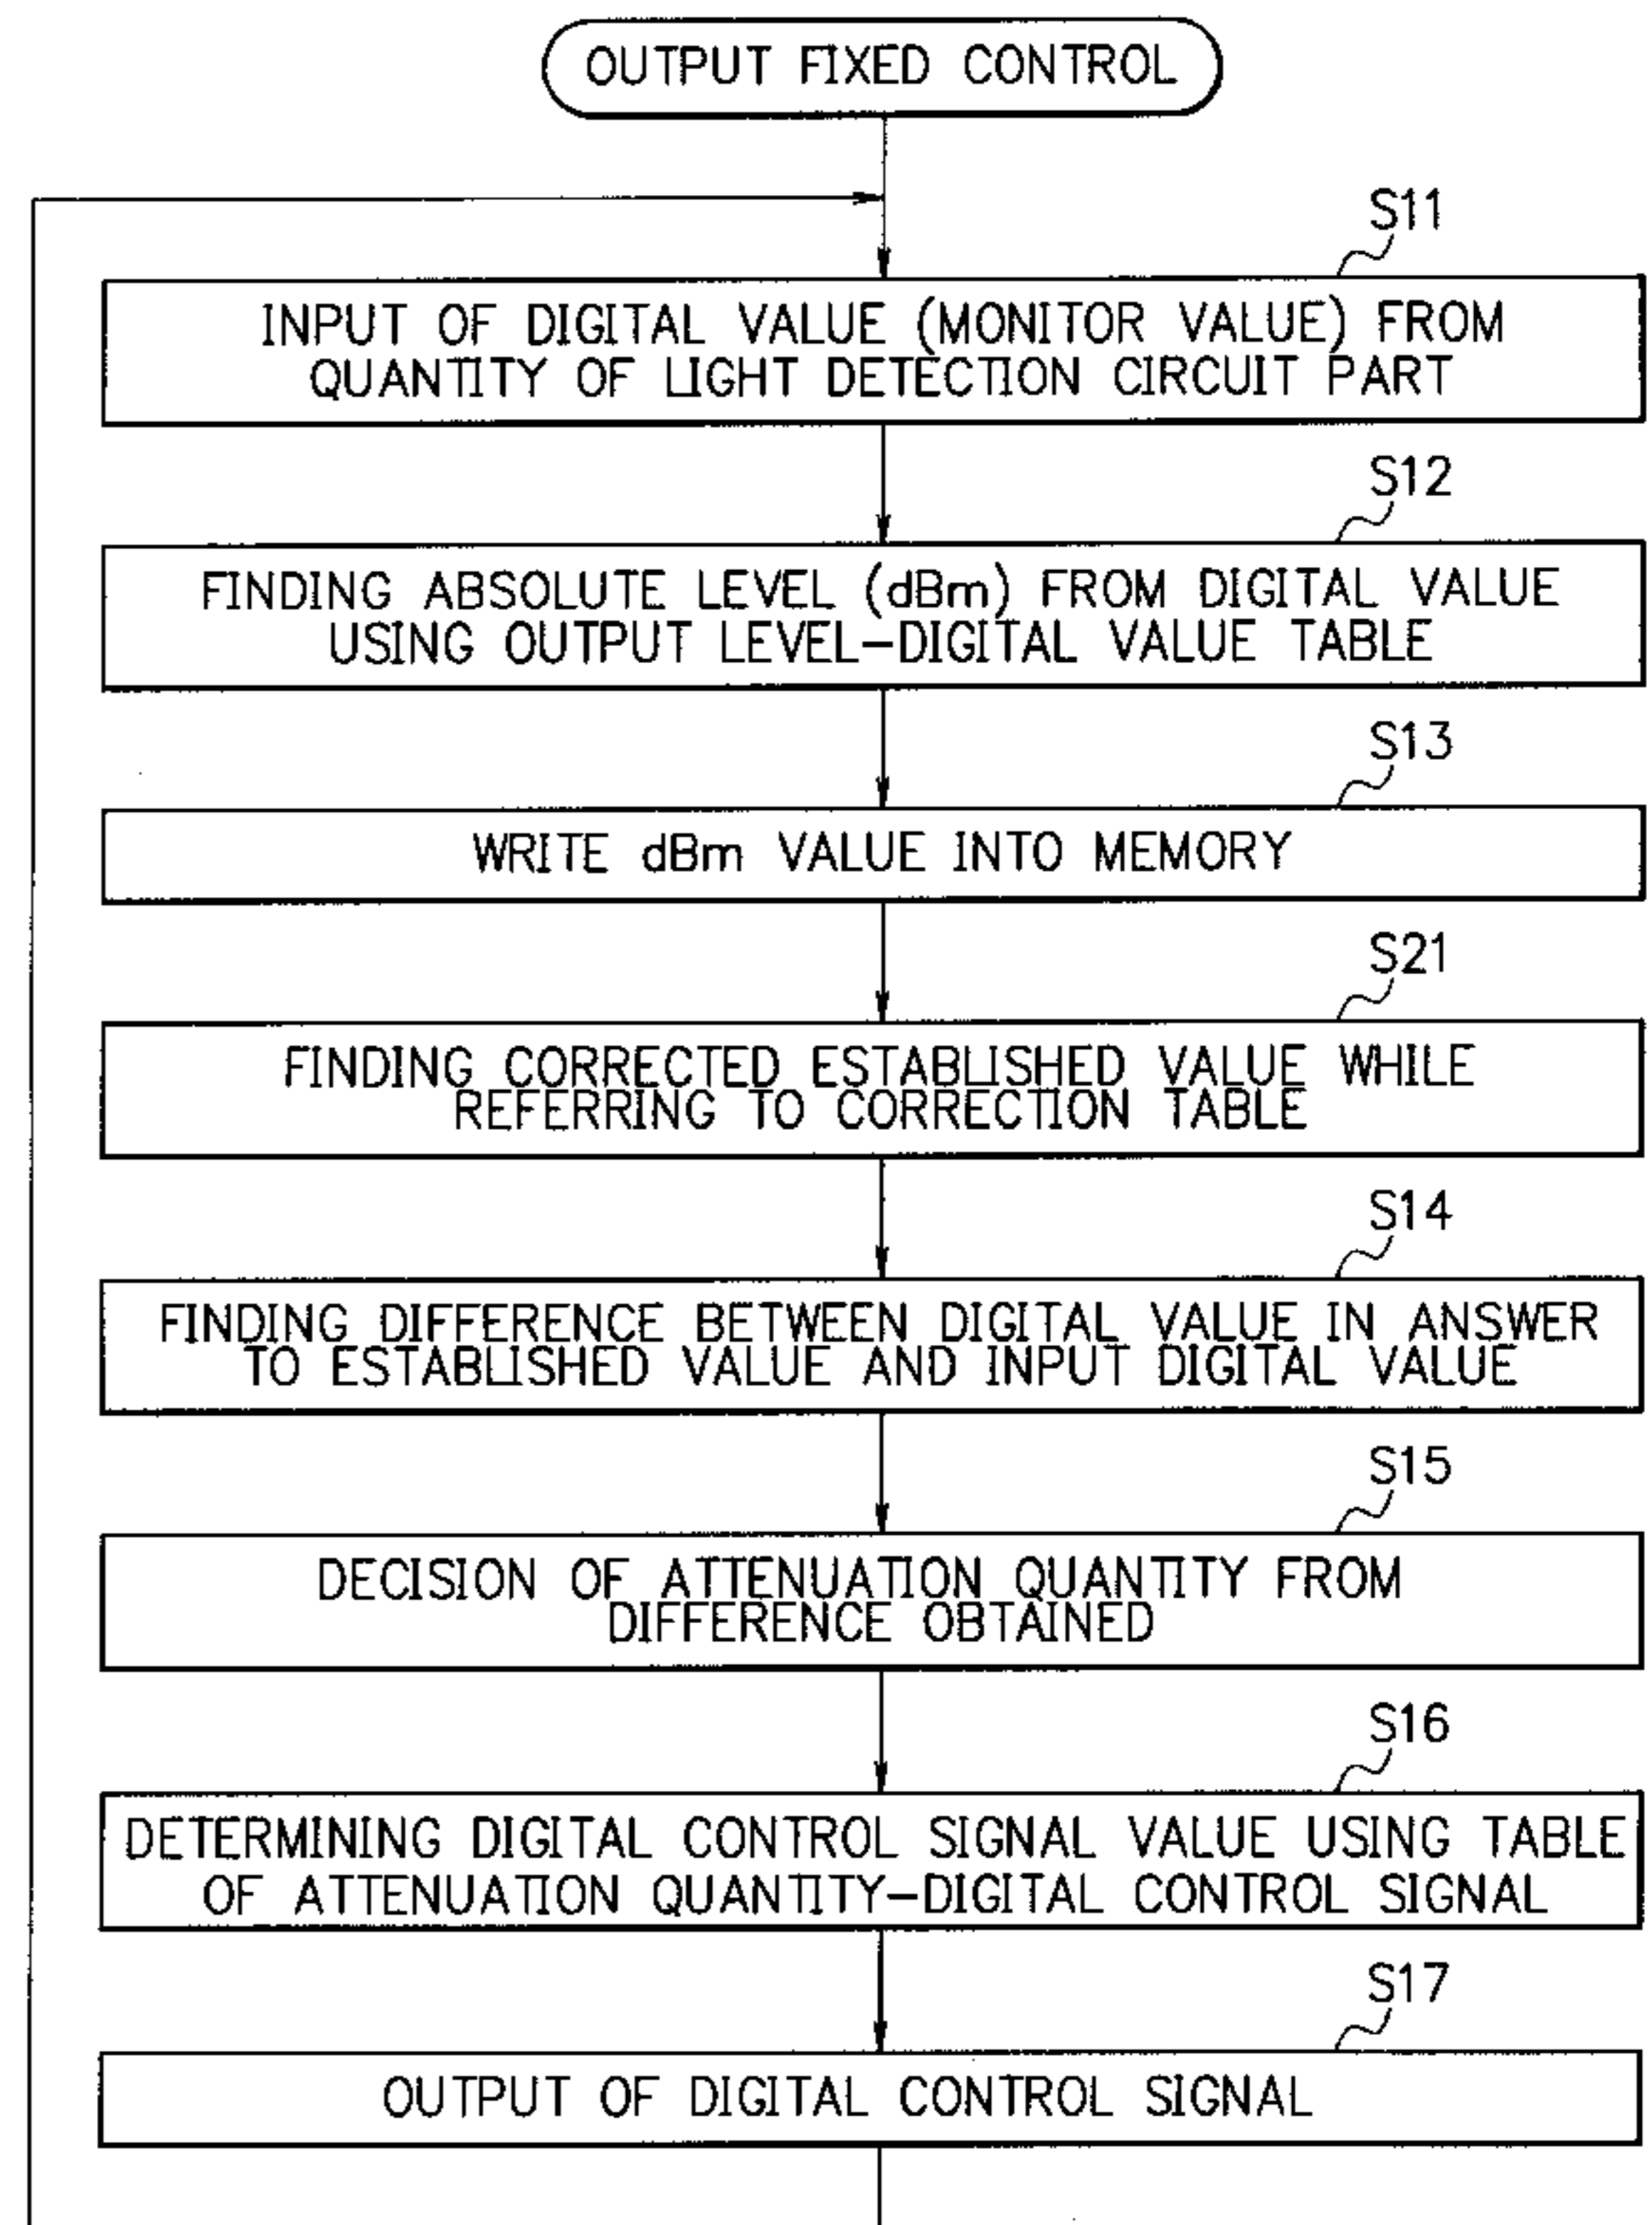 OUTPUT FIXED CONTROL
S11
INPUT OF DIGITAL VALUE (MONITOR VALUE) FROM
QUANTITY OF LIGHT DETECTION CIRCUIT PART
S12
FINDING ABSOLUTE LEVEL (dBm) FROM DIGITAL VALUE
USING OUTPUT LEVEL-DIGITAL VALUE TABLE
S13
WRITE dBm VALUE INTO MEMORY
S21
FINDING CORRECTED ESTABLISHED VALUE WHILE
REFERRING TO CORRECTION TABLE
S14
FINDING DIFFERENCE BETWEEN DIGITAL VALUE IN ANSWER
TO ESTABLISHED VALUE AND INPUT DIGITAL VALUE
S15
DECISION OF ATTENUATION QUANTITY FROM
DIFFERENCE OBTAINED
S16
DETERMINING DIGITAL CONTROL SIGNAL VALUE USING TABLE
OF ATTENUATION QUANTITY-DIGITAL CONTROL SIGNAL
S17
OUTPUT OF DIGITAL CONTROL SIGNAL